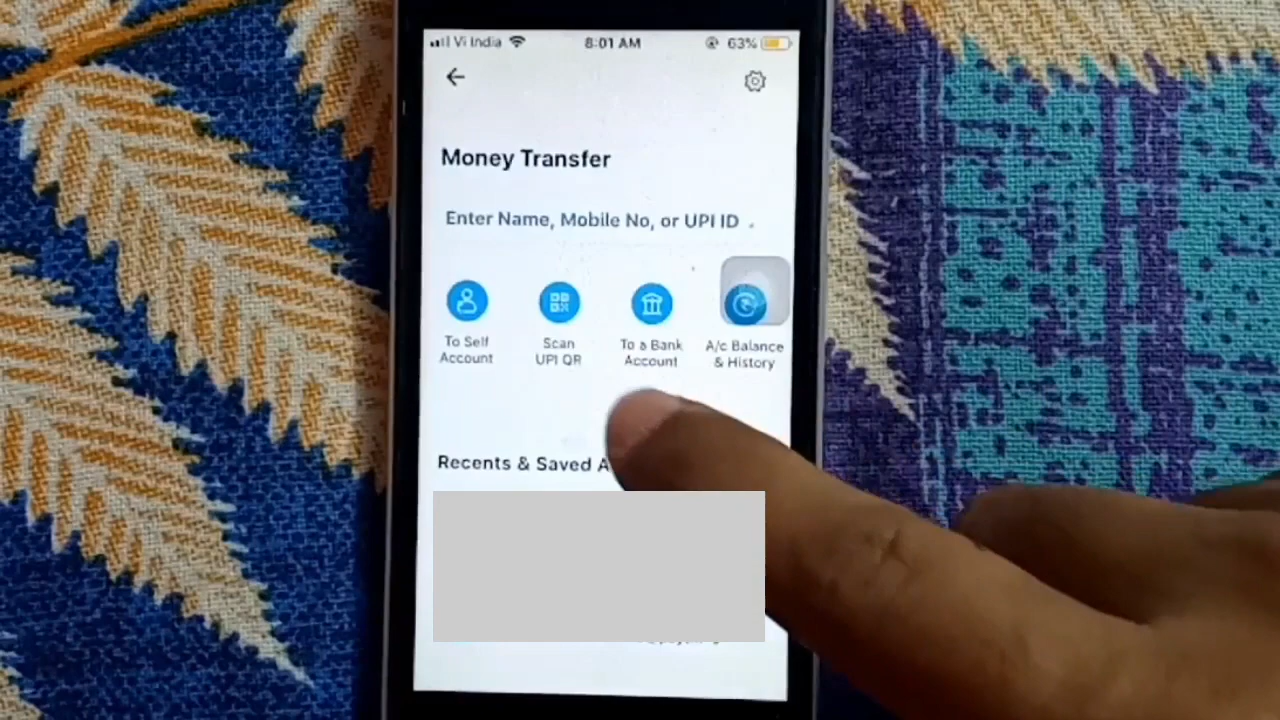 Vi India 8:01 AM 63%
Money Transfer
Enter Name, Mobile No, or UPI ID
To Self
Account
Scan
UPI QR
To a Bank
Account
A/c Balance
& History
Recents & Saved A